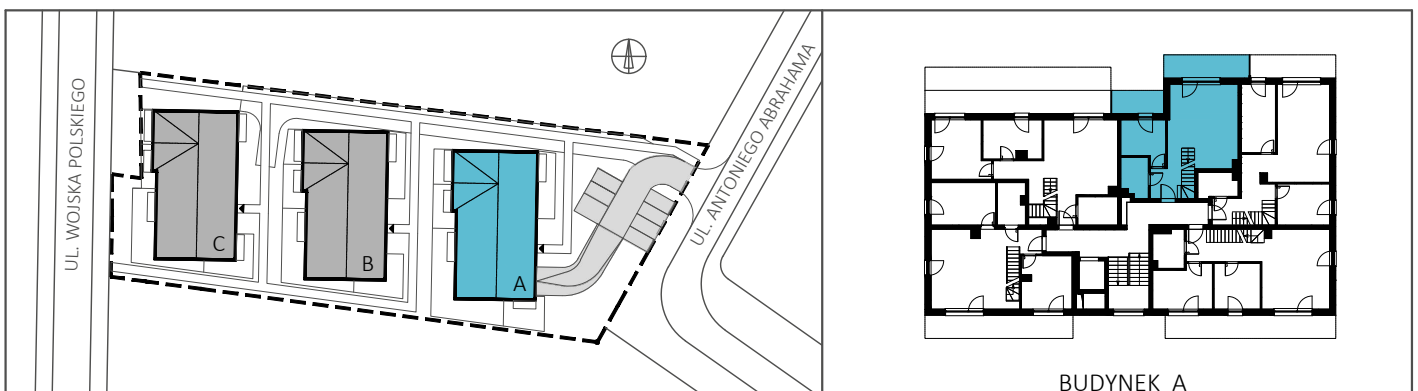 UL. WOJSKA POLSKIEGO
C
B
A
UL. ANTONIEGO ABRAHAMA
BUDYNEK A